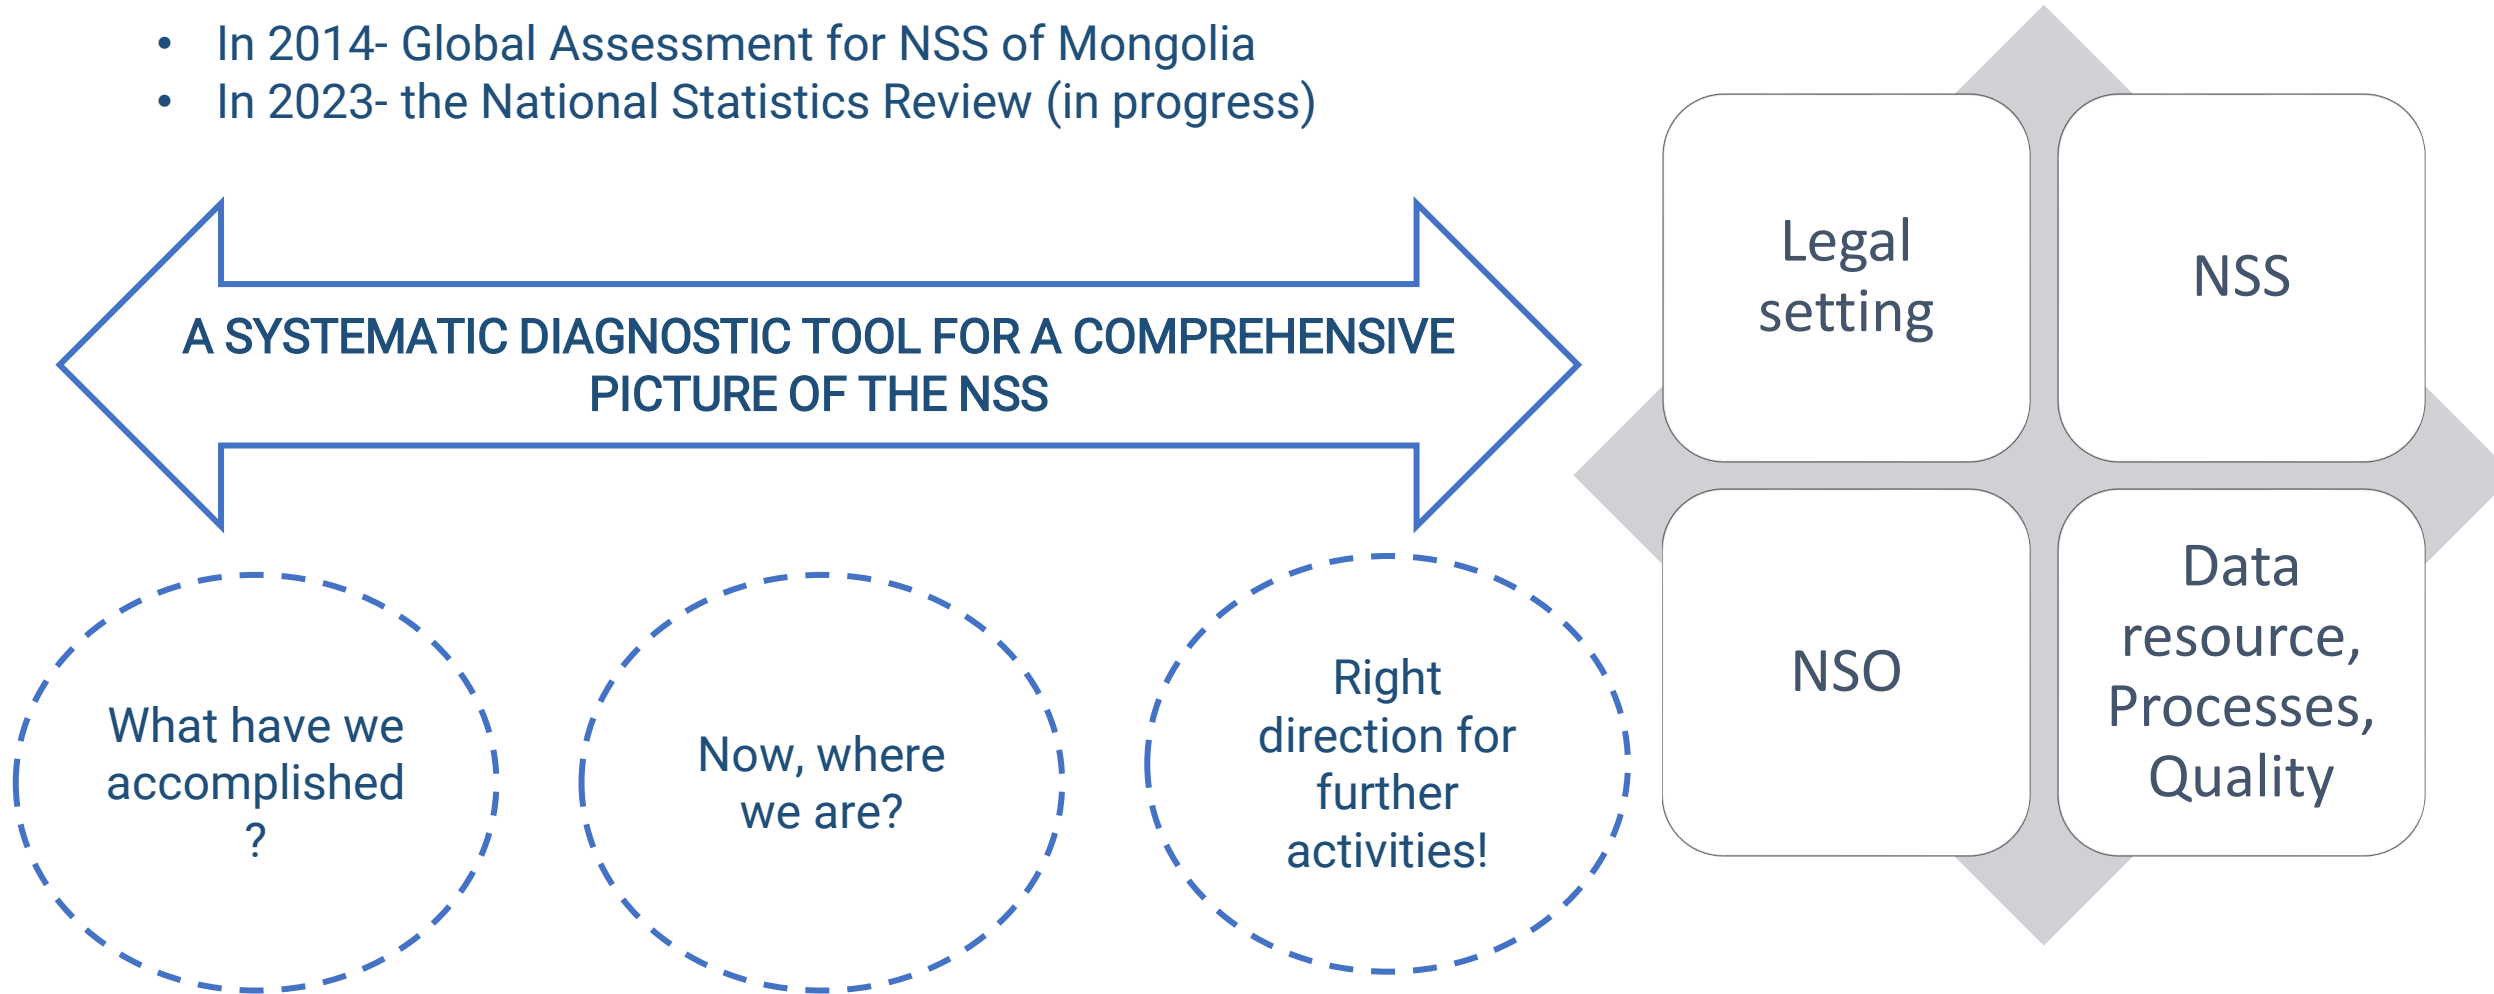 • In 2014- Global Assessment for NSS of Mongolia
• In 2023- the National Statistics Review (in progress)
A SYSTEMATIC DIAGNOSTIC TOOL FOR A COMPREHENSIVE
PICTURE OF THE NSS
What have we
accomplished
?
Now, where
we are?
Right
direction for
further
activities!
Legal
setting
NSS
NSO
Data
resource,
Processes,
Quality